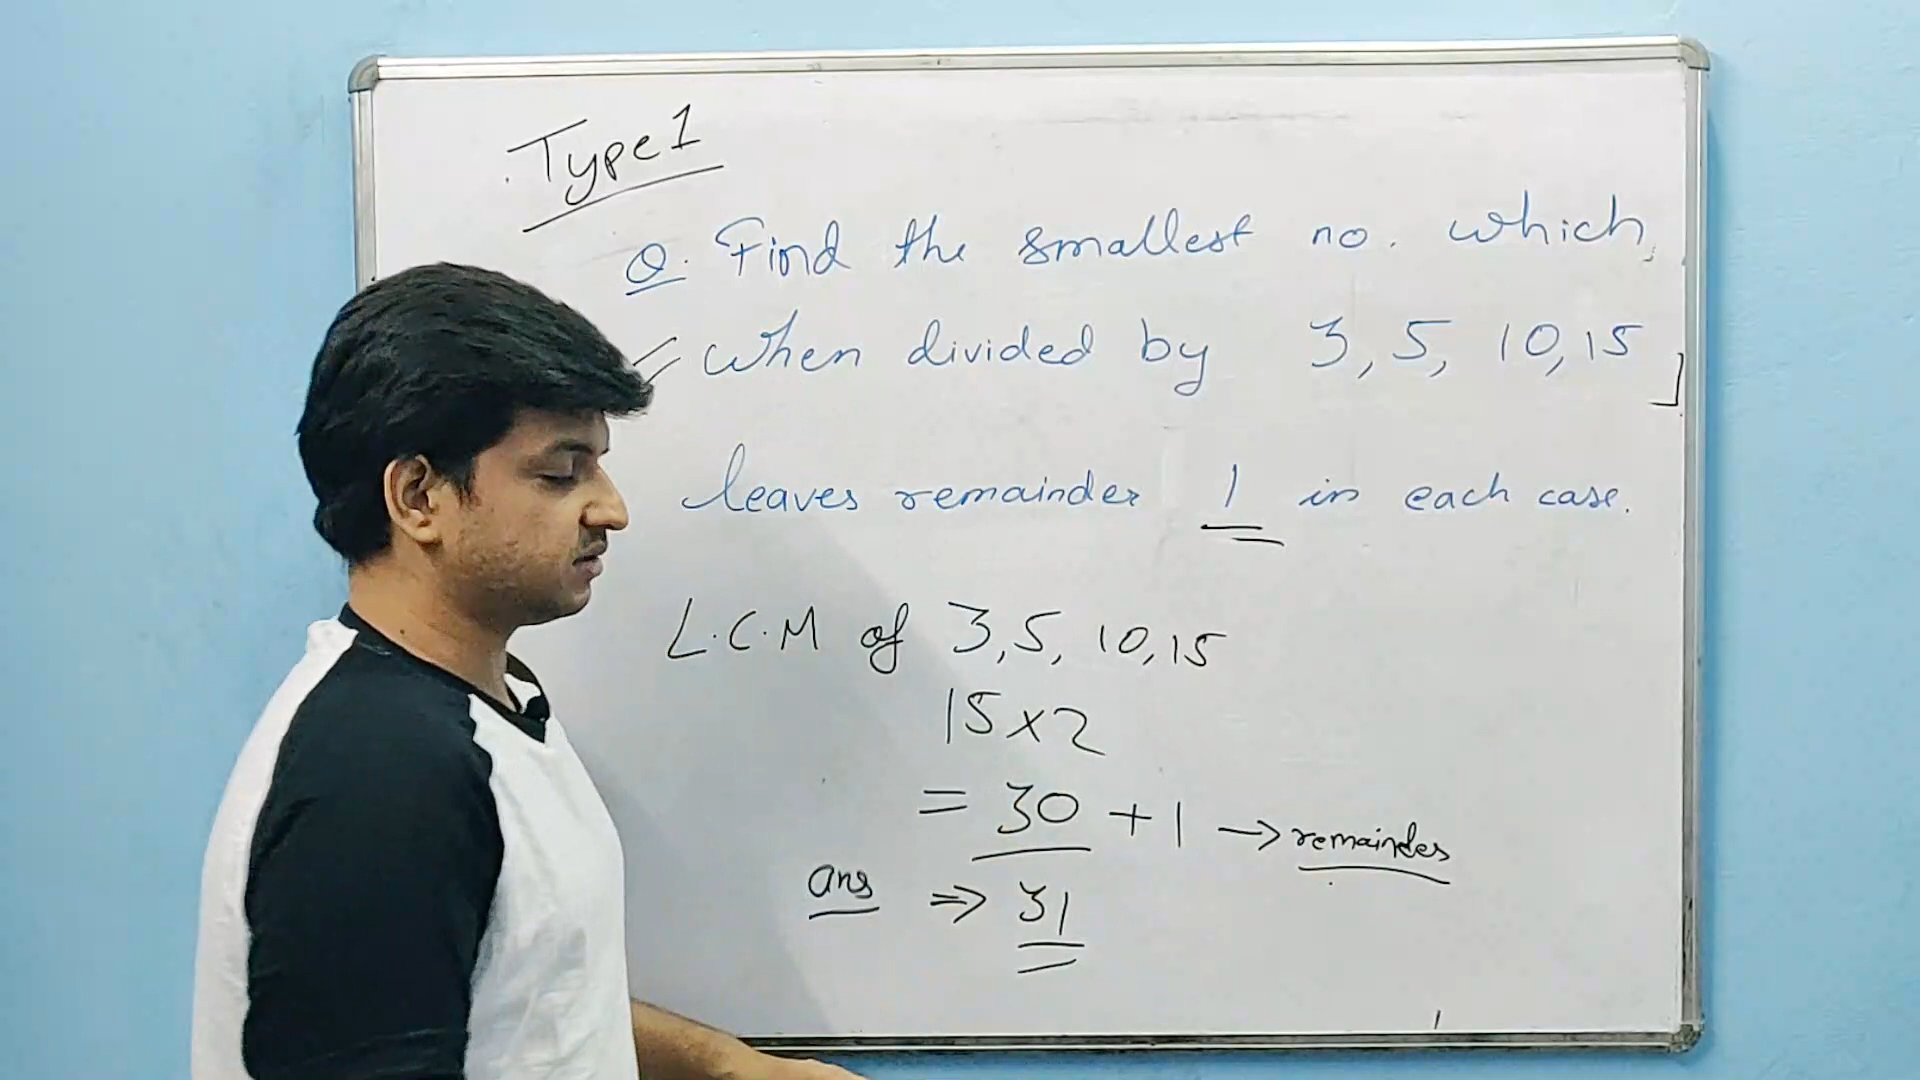 Type 1
Q. Find the smallest no. which,
when divided by 3, 5, 10, 15
leaves remainder 1 in each case.
L.C.M of 3, 5, 10, 15
15 x 2
= 30 + 1 → remainder
ans ⇒ 31